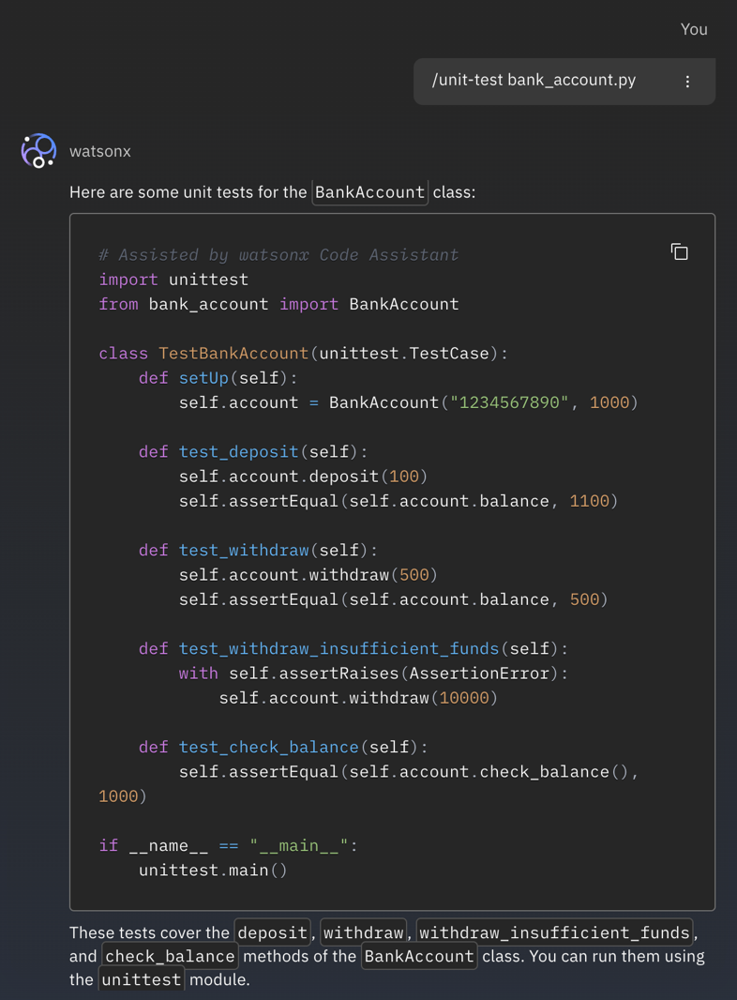 You
/unit-test bank_account.py
watsonx
Here are some unit tests for the BankAccount class:
# Assisted by watsonx Code Assistant
import unittest
from bank_account import BankAccount

class TestBankAccount(unittest.TestCase):
    def setUp(self):
        self.account = BankAccount("1234567890", 1000)

    def test_deposit(self):
        self.account.deposit(100)
        self.assertEqual(self.account.balance, 1100)

    def test_withdraw(self):
        self.account.withdraw(500)
        self.assertEqual(self.account.balance, 500)

    def test_withdraw_insufficient_funds(self):
        with self.assertRaises(AssertionError):
            self.account.withdraw(10000)

    def test_check_balance(self):
        self.assertEqual(self.account.check_balance(),
1000)

if __name__ == "__main__":
    unittest.main()
These tests cover the deposit, withdraw, withdraw_insufficient_funds,
and check_balance methods of the BankAccount class. You can run them using
the unittest module.